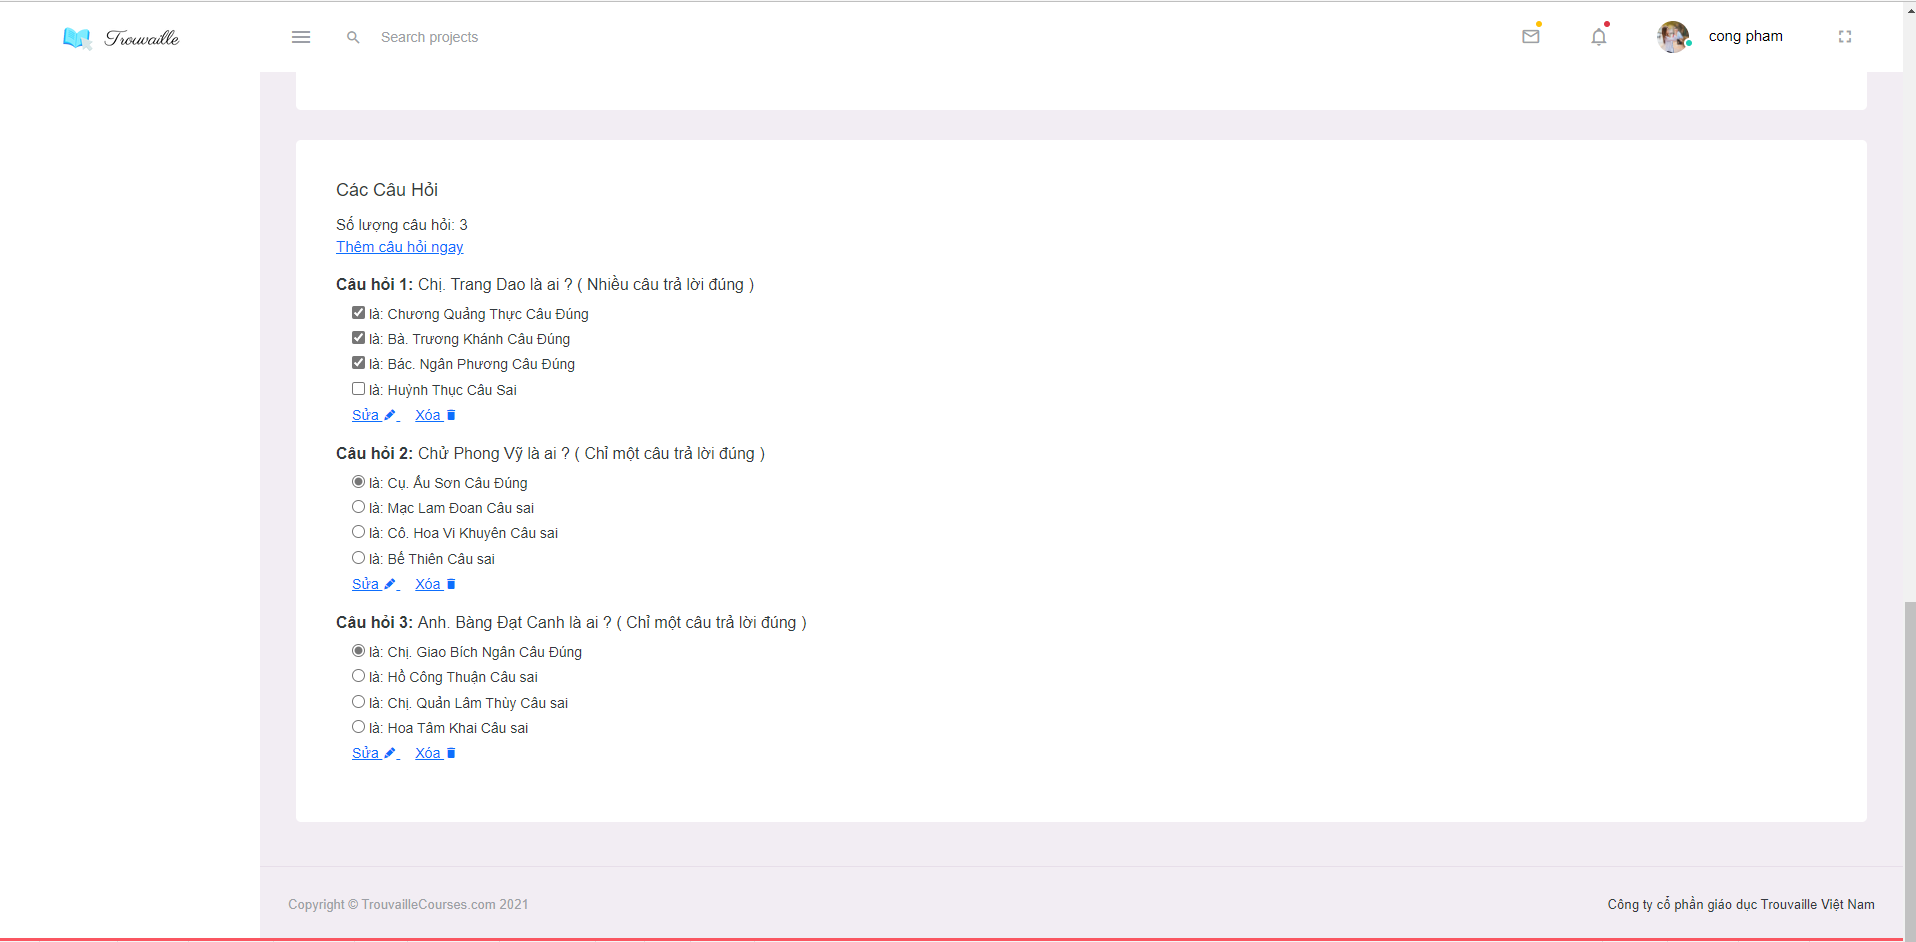 Trouvaille
Search projects
cong pham
Các Câu Hỏi
Số lượng câu hỏi: 3
Thêm câu hỏi ngay
Câu hỏi 1: Chị. Trang Dao là ai ? ( Nhiều câu trả lời đúng )
là: Chương Quảng Thực Câu Đúng
là: Bà. Trương Khánh Câu Đúng
là: Bác. Ngân Phương Câu Đúng
là: Huỳnh Thục Câu Sai
Sửa Xóa
Câu hỏi 2: Chử Phong Vỹ là ai ? ( Chỉ một câu trả lời đúng )
là: Cụ. Ấu Sơn Câu Đúng
là: Mạc Lam Đoan Câu sai
là: Cô. Hoa Vi Khuyên Câu sai
là: Bế Thiên Câu sai
Sửa Xóa
Câu hỏi 3: Anh. Bàng Đạt Canh là ai ? ( Chỉ một câu trả lời đúng )
là: Chị. Giao Bích Ngân Câu Đúng
là: Hồ Công Thuận Câu sai
là: Chị. Quản Lâm Thùy Câu sai
là: Hoa Tâm Khai Câu sai
Sửa Xóa
Copyright © TrouvailleCourses.com 2021
Công ty cổ phần giáo dục Trouvaille Việt Nam